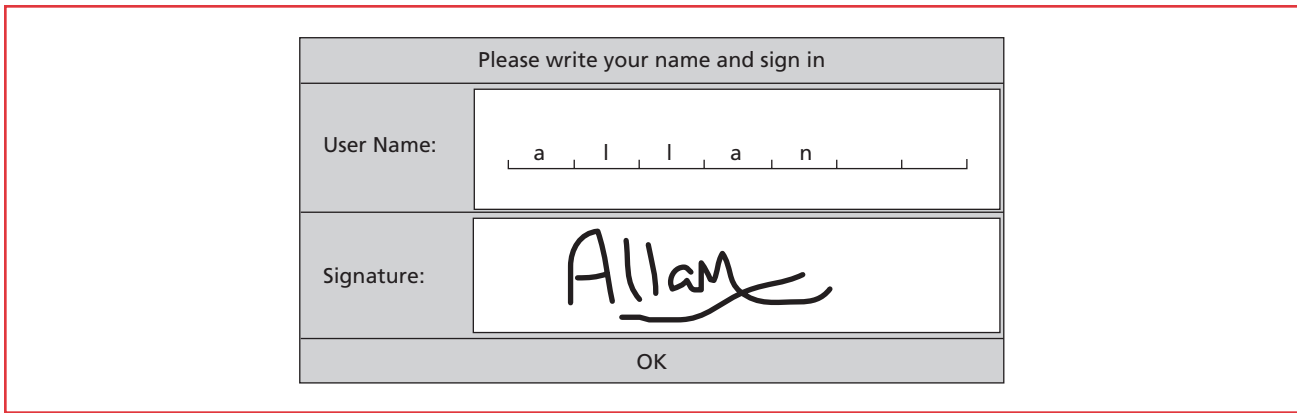 Please write your name and sign in
User Name:
a l l a n
Signature:
Allan
OK